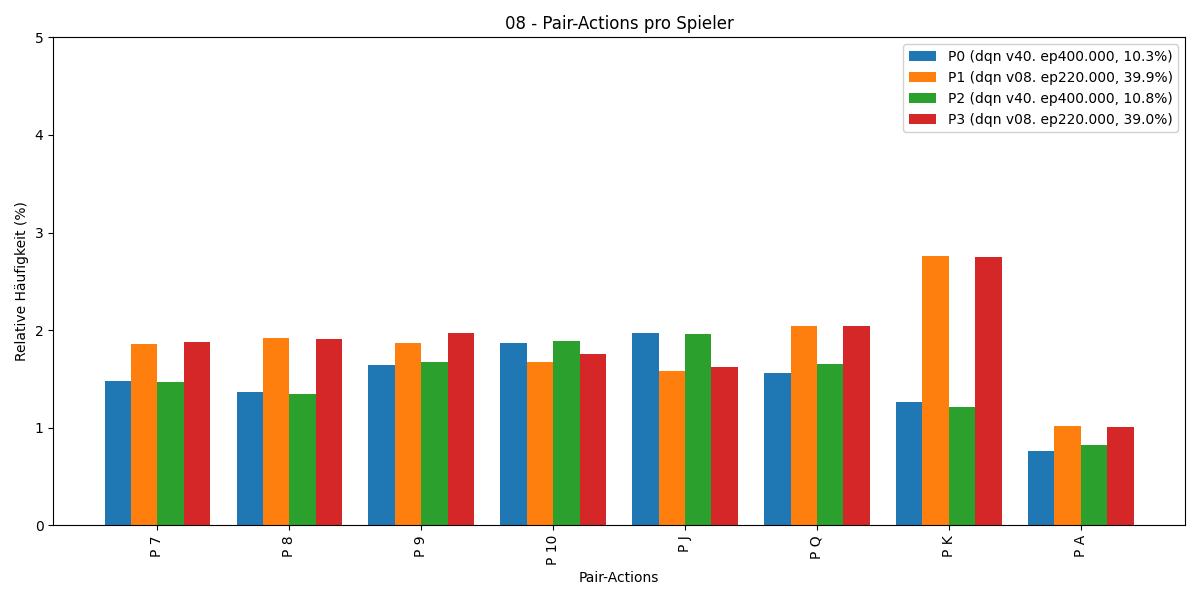 08 - Pair-Actions pro Spieler
P0 (dqn v40. ep400.000, 10.3%)
P1 (dqn v08. ep220.000, 39.9%)
P2 (dqn v40. ep400.000, 10.8%)
P3 (dqn v08. ep220.000, 39.0%)
Relative Häufigkeit (%)
5
4
3
2
1
0
P 7
P 8
P 9
P 10
P J
P Q
P K
P A
Pair-Actions